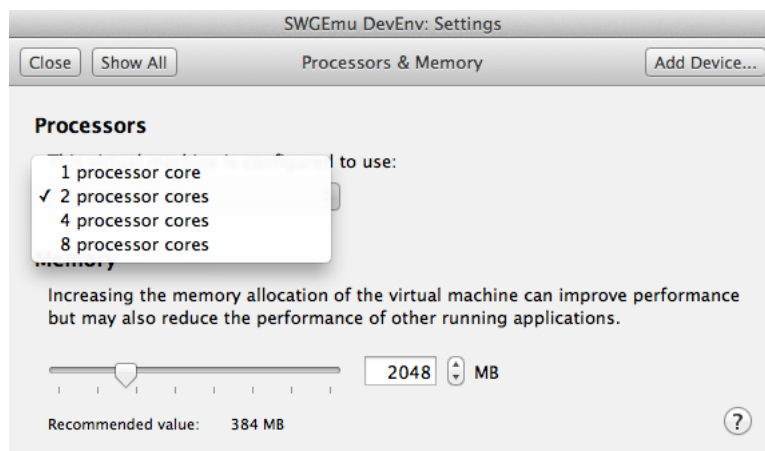 SWGEmu DevEnv: Settings
Close Show All Processors & Memory Add Device...
Processors
to use:
1 processor core
✓ 2 processor cores
4 processor cores
8 processor cores
Memory
Increasing the memory allocation of the virtual machine can improve performance
but may also reduce the performance of other running applications.
2048 MB
Recommended value: 384 MB
?